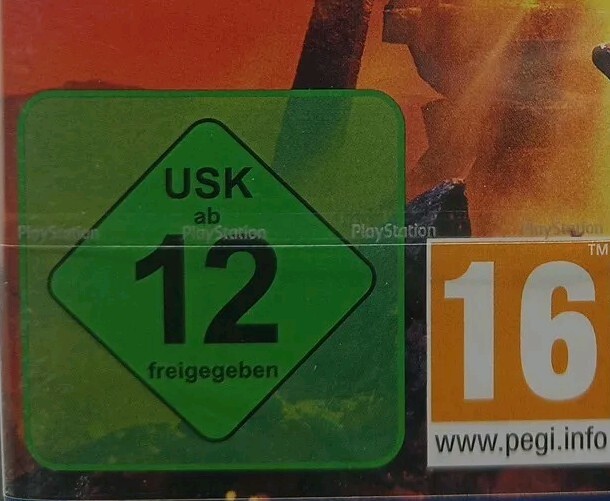 USK
ab
PlayStation PlayStation PlayStation PlayStation
12
freigegeben
16
TM
www.pegi.info